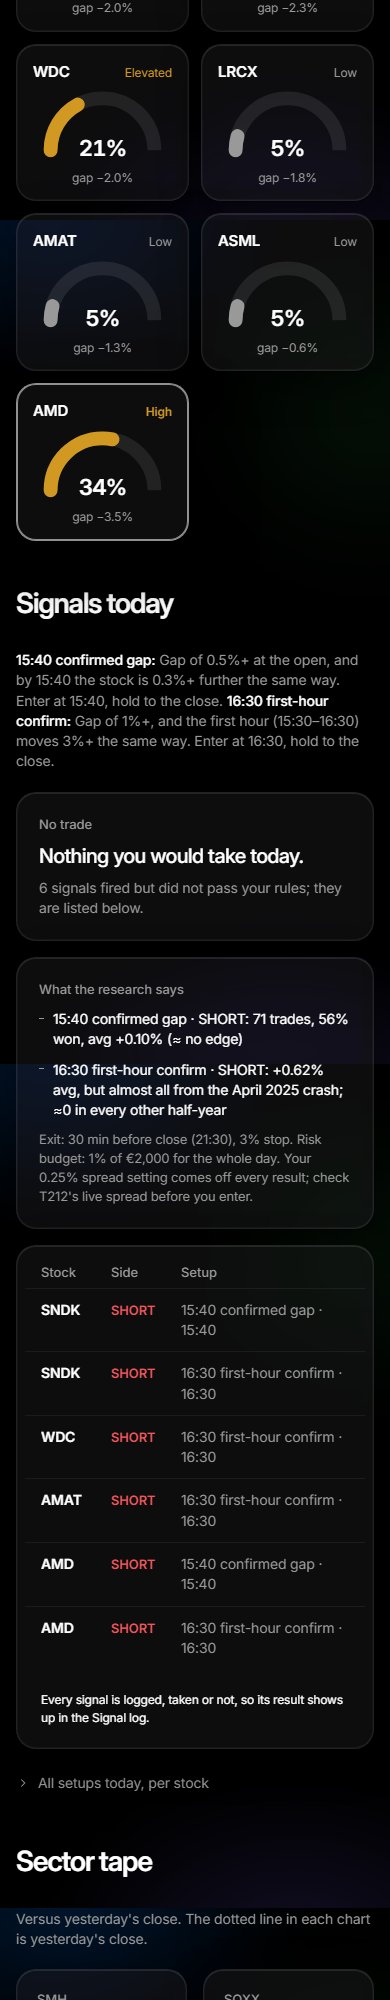 gap −2.0%
gap −2.3%
WDC
Elevated
21%
gap −2.0%
LRCX
Low
5%
gap −1.8%
AMAT
Low
5%
gap −1.3%
ASML
Low
5%
gap −0.6%
AMD
High
34%
gap −3.5%
Signals today
15:40 confirmed gap: Gap of 0.5%+ at the open, and
by 15:40 the stock is 0.3%+ further the same way.
Enter at 15:40, hold to the close. 16:30 first-hour
confirm: Gap of 1%+, and the first hour (15:30–16:30)
moves 3%+ the same way. Enter at 16:30, hold to the
close.
No trade
Nothing you would take today.
6 signals fired but did not pass your rules; they
are listed below.
What the research says
– 15:40 confirmed gap · SHORT: 71 trades, 56%
won, avg +0.10% (≈ no edge)
– 16:30 first-hour confirm · SHORT: +0.62%
avg, but almost all from the April 2025 crash;
≈0 in every other half-year
Exit: 30 min before close (21:30), 3% stop. Risk
budget: 1% of €2,000 for the whole day. Your
0.25% spread setting comes off every result; check
T212's live spread before you enter.
Stock Side Setup
SNDK SHORT 15:40 confirmed gap ·
15:40
SNDK SHORT 16:30 first-hour confirm ·
16:30
WDC SHORT 16:30 first-hour confirm ·
16:30
AMAT SHORT 16:30 first-hour confirm ·
16:30
AMD SHORT 15:40 confirmed gap ·
15:40
AMD SHORT 16:30 first-hour confirm ·
16:30
Every signal is logged, taken or not, so its result shows
up in the Signal log.
All setups today, per stock
Sector tape
Versus yesterday's close. The dotted line in each chart
is yesterday's close.
SMH
SOXX